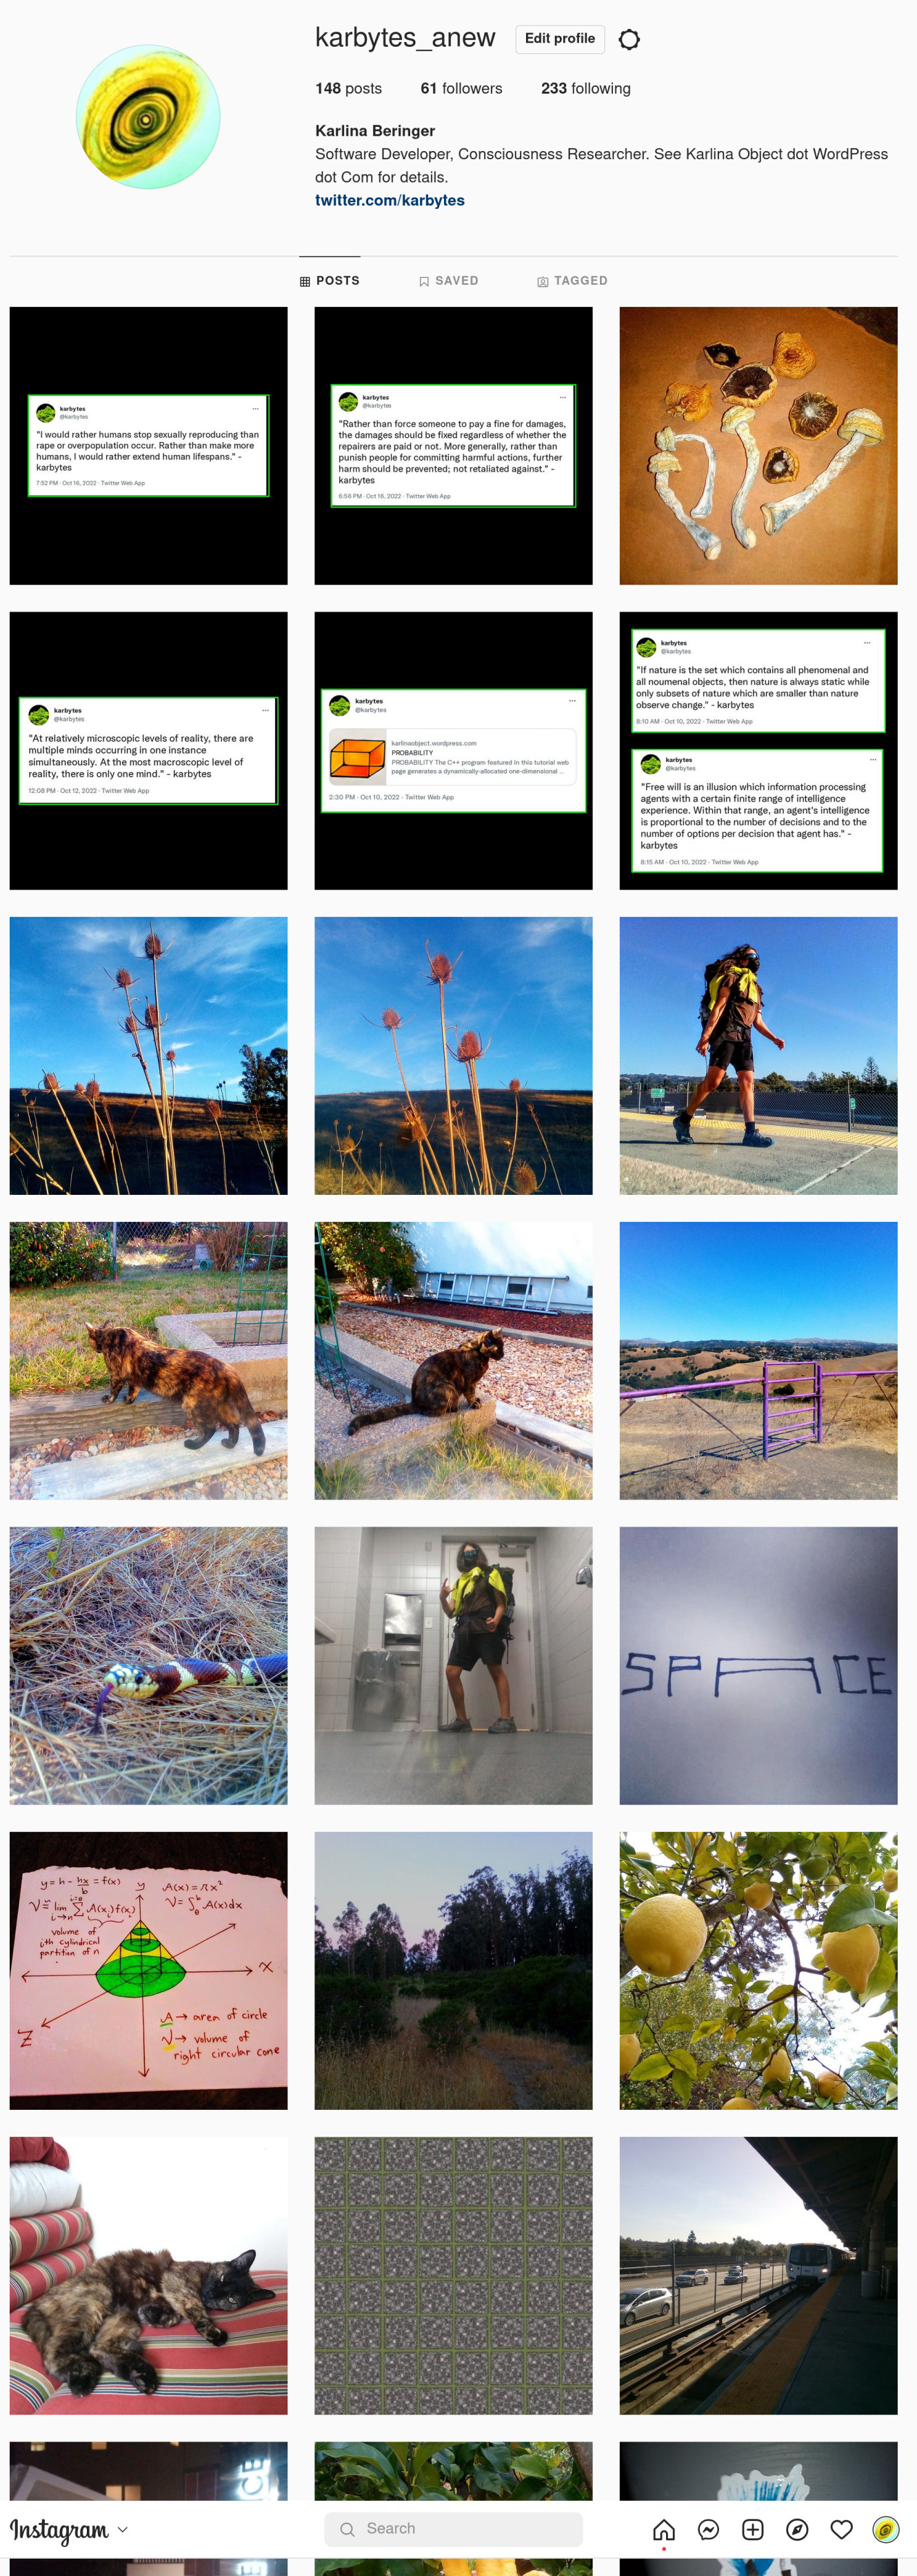 karbytes_anew Edit profile
148 posts 61 followers 233 following
Karlina Beringer
Software Developer, Consciousness Researcher. See Karlina Object dot WordPress
dot Com for details.
twitter.com/karbytes
POSTS SAVED TAGGED
karbytes
@karbytes
"I would rather humans stop sexually reproducing than
rape or overpopulation occur. Rather than make more
humans, I would rather extend human lifespans." -
karbytes
7:52 PM · Oct 16, 2022 · Twitter Web App
karbytes
@karbytes
"Rather than force someone to pay a fine for damages,
the damages should be fixed regardless of whether the
repairers are paid or not. More generally, rather than
punish people for committing harmful actions, further
harm should be prevented; not retaliated against." -
karbytes
6:56 PM · Oct 16, 2022 · Twitter Web App
karbytes
@karbytes
"At relatively microscopic levels of reality, there are
multiple minds occurring in one instance
simultaneously. At the most macroscopic level of
reality, there is only one mind." - karbytes
12:08 PM · Oct 12, 2022 · Twitter Web App
karbytes
@karbytes
karlinaobject.wordpress.com
PROBABILITY
PROBABILITY The C++ program featured in this tutorial web
page generates a dynamically-allocated one-dimensional ...
2:30 PM · Oct 10, 2022 · Twitter Web App
karbytes
@karbytes
"If nature is the set which contains all phenomenal and
all noumenal objects, then nature is always static while
only subsets of nature which are smaller than nature
observe change." - karbytes
8:10 AM · Oct 10, 2022 · Twitter Web App
karbytes
@karbytes
"Free will is an illusion which information processing
agents with a certain finite range of intelligence
experience. Within that range, an agent's intelligence
is proportional to the number of decisions and to the
number of options per decision that agent has." -
karbytes
8:15 AM · Oct 10, 2022 · Twitter Web App
SPACE
y = h - hx/b = f(x)
y
A(x) = πx²
V = ∫ A(x)dx
volume of
ith cylindrical
partition of n
x
Z
A → area of circle
V → volume of
right circular cone
Instagram Search